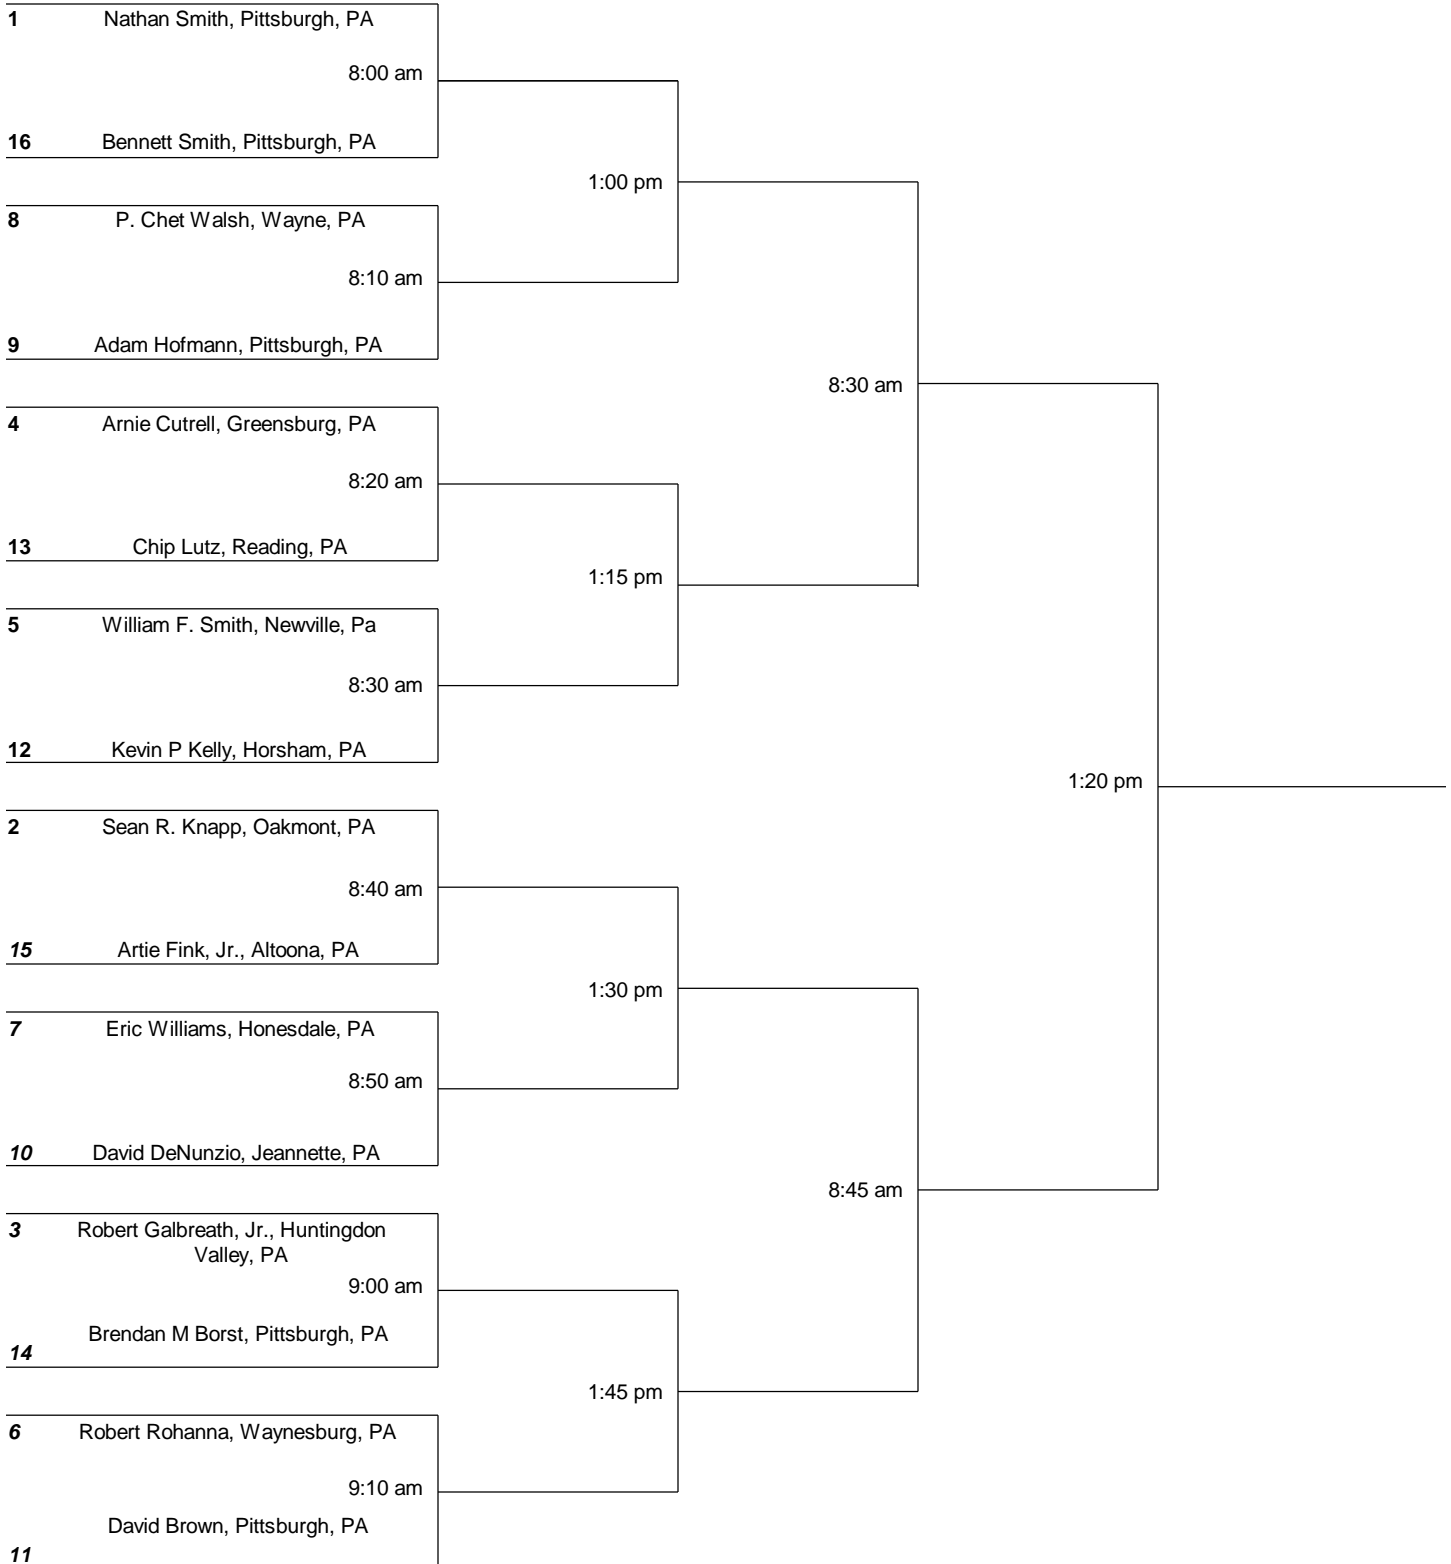 1 Nathan Smith, Pittsburgh, PA
8:00 am
16 Bennett Smith, Pittsburgh, PA
1:00 pm
8 P. Chet Walsh, Wayne, PA
8:10 am
9 Adam Hofmann, Pittsburgh, PA
8:30 am
4 Arnie Cutrell, Greensburg, PA
8:20 am
13 Chip Lutz, Reading, PA
1:15 pm
5 William F. Smith, Newville, Pa
8:30 am
12 Kevin P Kelly, Horsham, PA
1:20 pm
2 Sean R. Knapp, Oakmont, PA
8:40 am
15 Artie Fink, Jr., Altoona, PA
1:30 pm
7 Eric Williams, Honesdale, PA
8:50 am
10 David DeNunzio, Jeannette, PA
8:45 am
3 Robert Galbreath, Jr., Huntingdon
Valley, PA
9:00 am
Brendan M Borst, Pittsburgh, PA
14
1:45 pm
6 Robert Rohanna, Waynesburg, PA
9:10 am
David Brown, Pittsburgh, PA
11